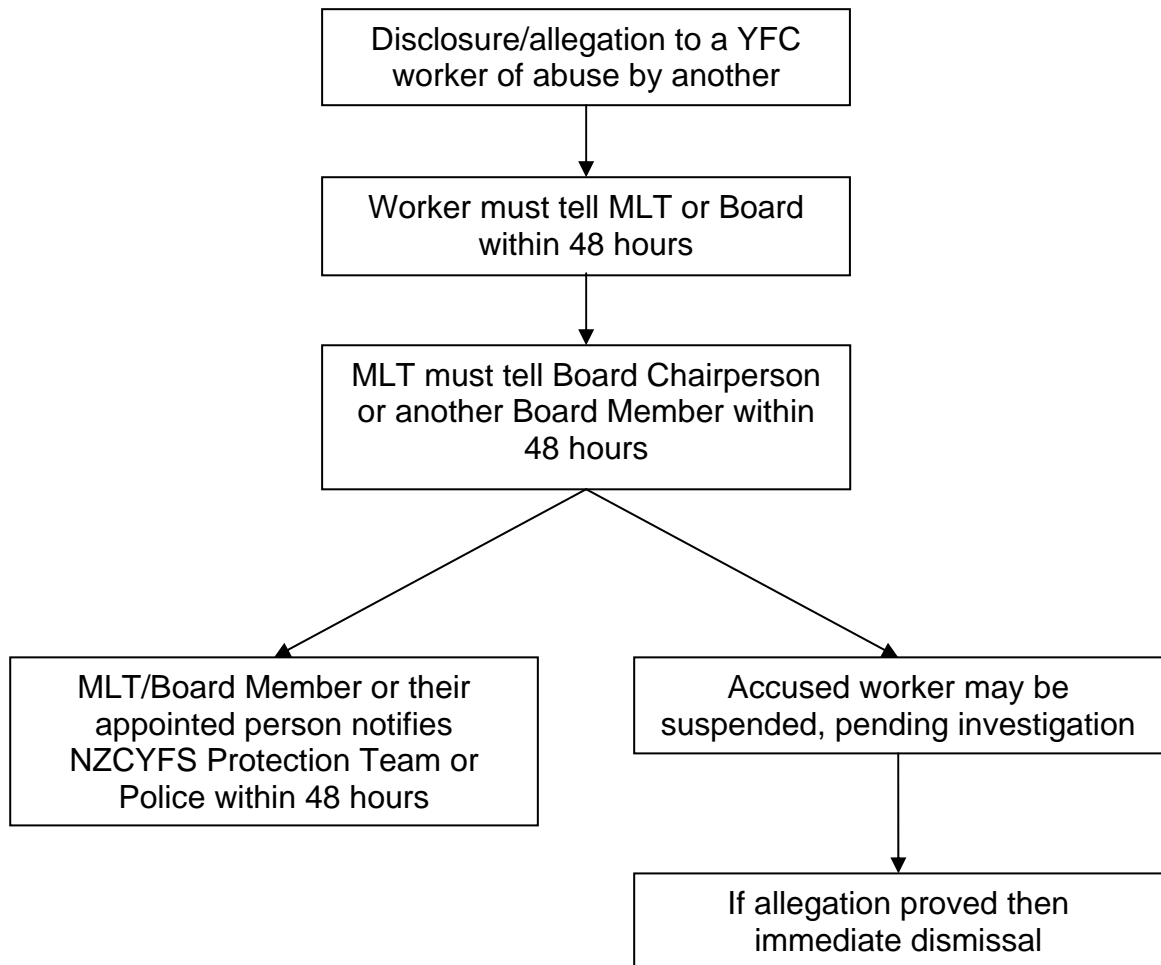 Disclosure/allegation to a YFC
worker of abuse by another
Worker must tell MLT or Board
within 48 hours
MLT must tell Board Chairperson
or another Board Member within
48 hours
MLT/Board Member or their
appointed person notifies
NZCYFS Protection Team or
Police within 48 hours
Accused worker may be
suspended, pending investigation
If allegation proved then
immediate dismissal